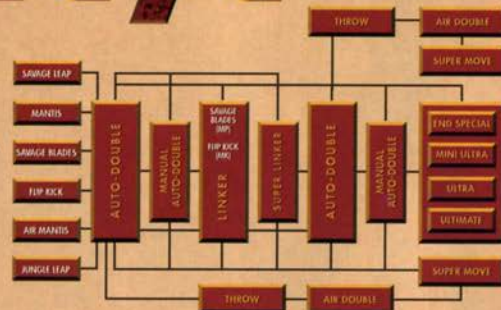 THROW
AIR DOUBLE
SUPER MOVE
SAVAGE LEAP
MANTIS
SAVAGE BLADES
FLIP KICK
AIR MANTIS
JUNGLE LEAP
AUTO-DOUBLE
MANUAL
AUTO-DOUBLE
SAVAGE
BLADES
(MP)
FLIP KICK
(MK)
LINKER
SUPER LINKER
AUTO-DOUBLE
MANUAL
AUTO-DOUBLE
END SPECIAL
MINI ULTRA
ULTRA
ULTIMATE
SUPER MOVE
THROW
AIR DOUBLE